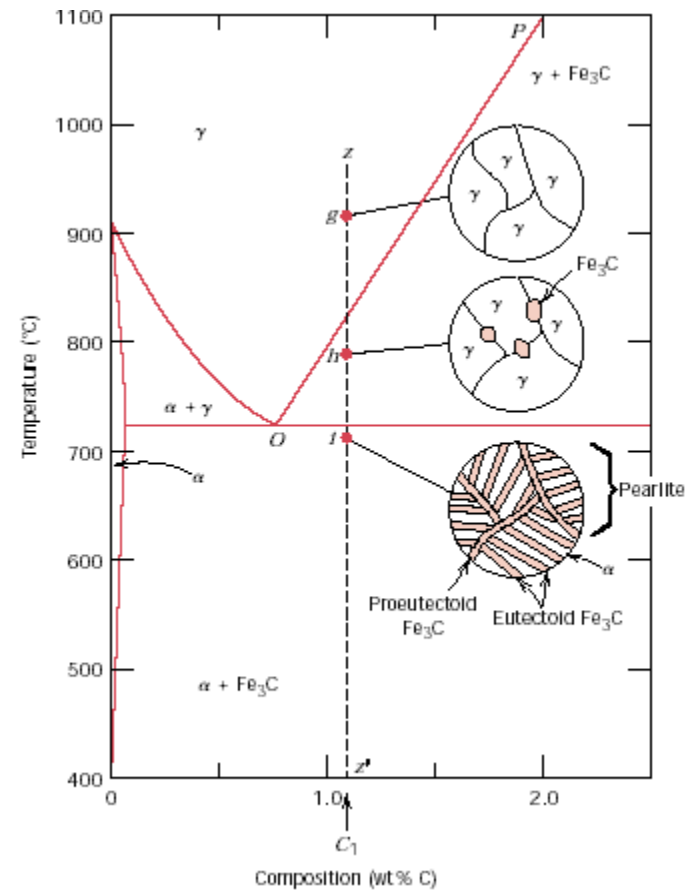 1100
P
γ + Fe₃C
1000
γ
z
γ
γ
γ
γ
g
900
Fe₃C
Temperature (°C)
800
γ
γ
γ
γ
h
α + γ
O
i
700
α
Pearlite
600
α
Proeutectoid
Fe₃C
Eutectoid Fe₃C
500
α + Fe₃C
400
z'
0
1.0
2.0
C₁
Composition (wt% C)